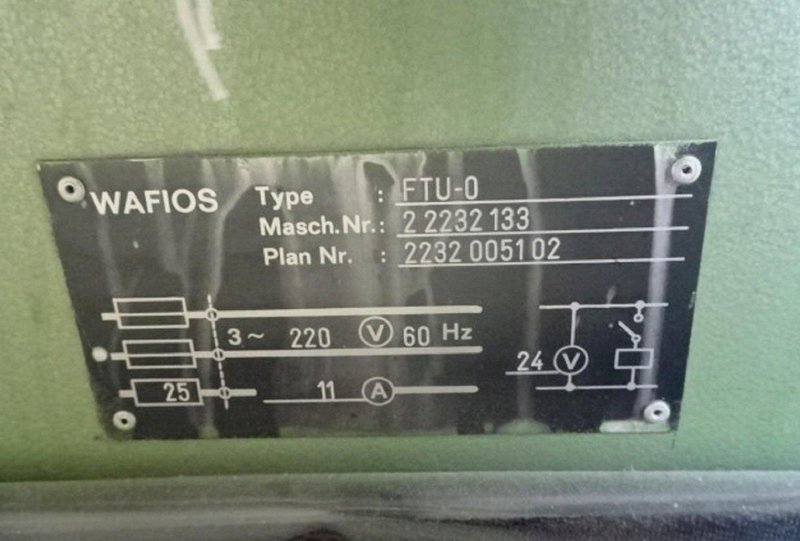 WAFIOS
Type : FTU-0
Masch.Nr.: 2 2232 133
Plan Nr. : 2232 0051 02
3~ 220 V 60 Hz
24 V
25 11 A